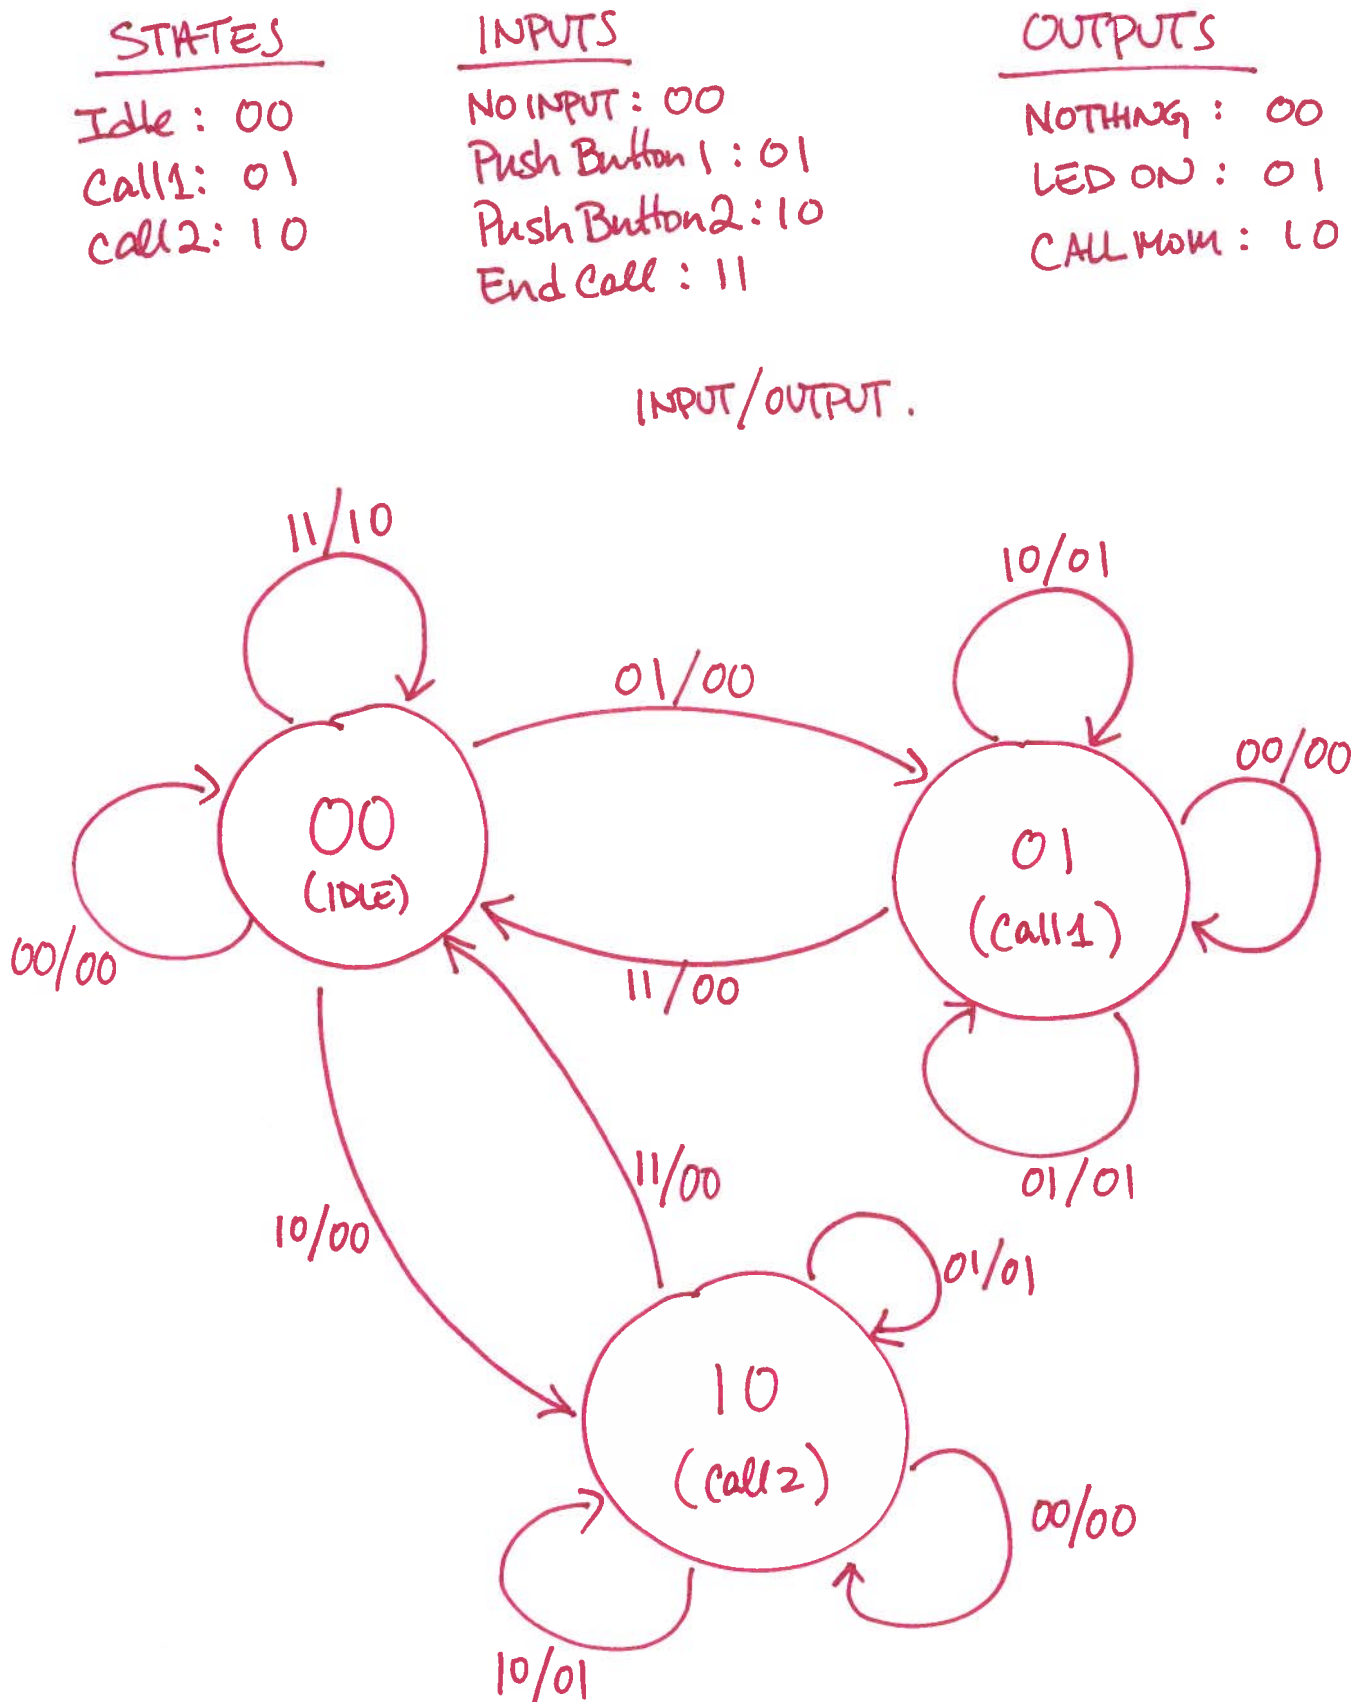 STATES
Idle: 00
Call1: 01
Call2: 10
INPUTS
NO INPUT: 00
Push Button 1: 01
Push Button2: 10
End Call: 11
OUTPUTS
NOTHING: 00
LED ON: 01
CALL MOM: 10
INPUT/OUTPUT.
11/10
10/01
01/00
00/00
00
(IDLE)
01
(Call1)
00/00
11/00
01/01
11/00
10/00
01/01
10
(Call2)
00/00
10/01